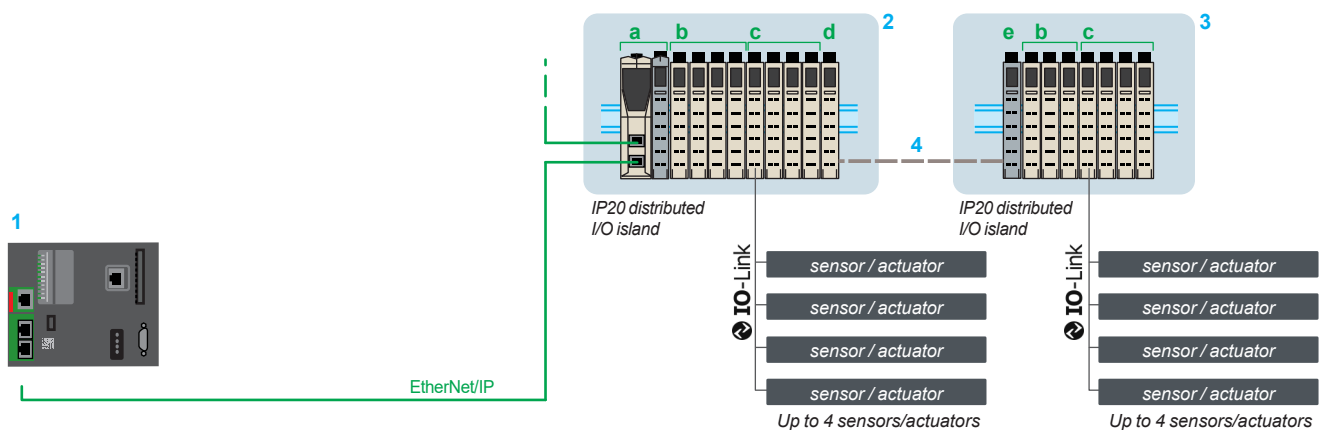 2
3
a b c d
e b c
4
IP20 distributed
I/O island
IP20 distributed
I/O island
1
IO-Link
sensor / actuator
sensor / actuator
sensor / actuator
sensor / actuator
Up to 4 sensors/actuators
IO-Link
sensor / actuator
sensor / actuator
sensor / actuator
sensor / actuator
Up to 4 sensors/actuators
EtherNet/IP